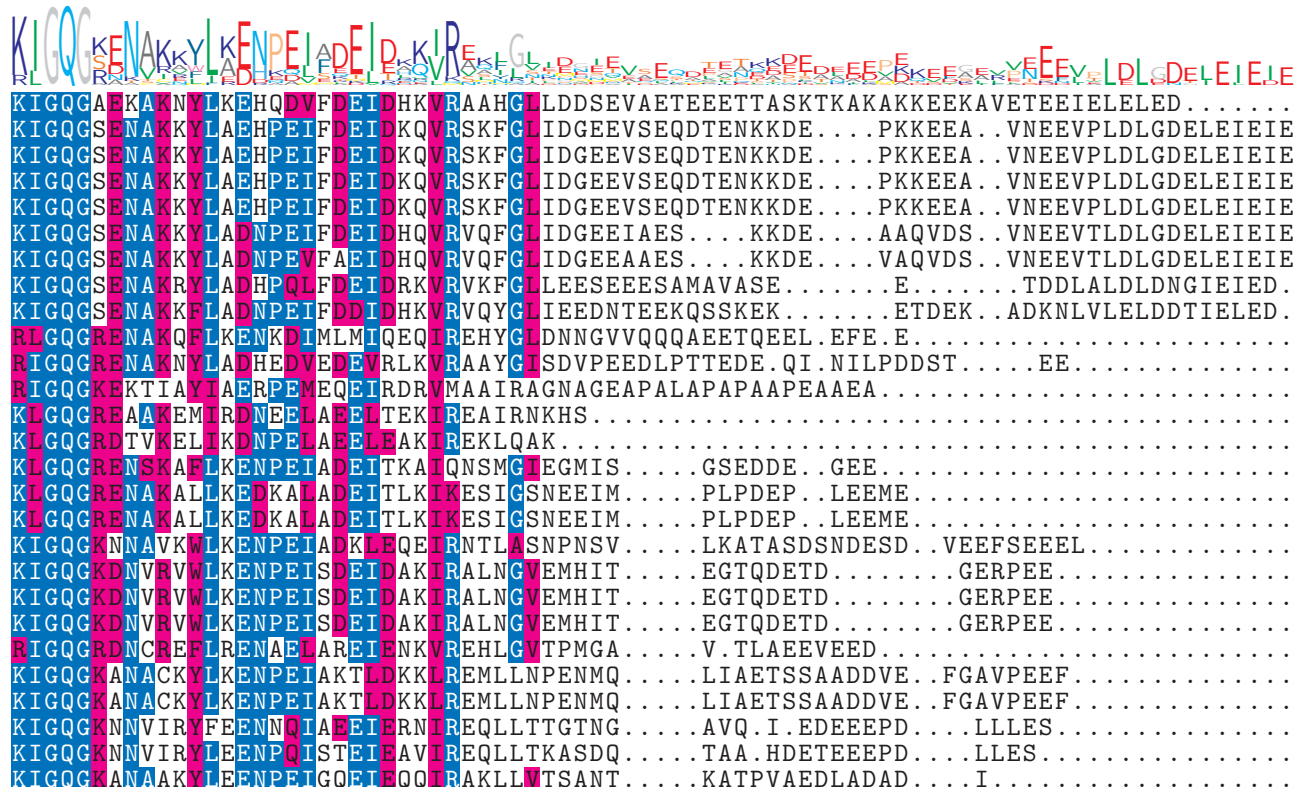 KIGQGKENAKKYLKENPEIADEIDKKVR
KIGQGAEKAKNYLKEHQDVFDEIDHKVRAAHGLLDDSEVAETEEETTASKTKAKAKKEEKAVETEEIELELED.......
KIGQGSENAKKYLAEHPEIFDEIDKQVRSKFGLIDGEEVSEQDTENKKDE....PKKEEA..VNEEVPLDLGDELEIEIE
KIGQGSENAKKYLAEHPEIFDEIDKQVRSKFGLIDGEEVSEQDTENKKDE....PKKEEA..VNEEVPLDLGDELEIEIE
KIGQGSENAKKYLAEHPEIFDEIDKQVRSKFGLIDGEEVSEQDTENKKDE....PKKEEA..VNEEVPLDLGDELEIEIE
KIGQGSENAKKYLAEHPEIFDEIDKQVRSKFGLIDGEEVSEQDTENKKDE....PKKEEA..VNEEVPLDLGDELEIEIE
KIGQGSENAKKYLADNPEIFDEIDHQVRVQFGLIDGEEIAES....KKDE....AAQVDS..VNEEVTLDLGDELEIEIE
KIGQGSENAKKYLADNPEVFAEIDHQVRVQFGLIDGEEAAES....KKDE....VAQVDS..VNEEVTLDLGDELEIEIE
KIGQGSENAKRYLADHPQLFDEIDRKVRVKFGLLEESEEESAMAVASE.......E.......TDDLALDLDNGIEIED.
KIGQGSENAKKFLADNPEIFDDIDHKVRVQYGLIEEDNTEEKQSSKEK.......ETDEK..ADKNLVLELDDTIELED.
RLGQGRENAKQFLKENKDIMLMIQEQIREHYGLDNNGVVQQQAEETQEEL.EFE.E........................
RIGQGRENAKNYLADHEDVEDEVRLKVRAAYGISDVPEEDLPTTEDE.QI.NILPDDST.....EE..............
RIGQGKEKTIAYIAERPEMEQEIRDRVMAAIRAGNAGEAPALAPAPAAPEAAEA..........................
KLGQGREAAKEMIRDNEELAEELTEKIREAIRNKHS............................................
KLGQGRDTVKELIKDNPELAEELEAKIREKLQAK..............................................
KLGQGRENSKAFLKENPEIADEITKAIQNSMGIEGMIS.....GSEDDE..GEE..........................
KLGQGRENAKALLKEDKALADEITLKIKESIGSNEEIM.....PLPDEP..LEEME........................
KLGQGRENAKALLKEDKALADEITLKIKESIGSNEEIM.....PLPDEP..LEEME........................
KIGQGKNNAVKWLKENPEIADKLEQEIRNTLASNPNSV.....LKATASDSNDESD..VEEFSEEEL.............
KIGQGKDNVRVWLKENPEISDEIDAKIRALNGVEMHIT.....EGTQDETD........GERPEE...............
KIGQGKDNVRVWLKENPEISDEIDAKIRALNGVEMHIT.....EGTQDETD........GERPEE...............
KIGQGKDNVRVWLKENPEISDEIDAKIRALNGVEMHIT.....EGTQDETD........GERPEE...............
RIGQGRDNCREFLRENAELAREIENKVREHLGVTPMGA.....V.TLAEEVEED..........................
KIGQGKANACKYLKENPEIAKTLDKKLREMLLNPENMQ.....LIAETSSAADDVE..FGAVPEEF..............
KIGQGKANACKYLKENPEIAKTLDKKLREMLLNPENMQ.....LIAETSSAADDVE..FGAVPEEF..............
KIGQGKNNVIRYFEENNQIAEEIERNIREQLLTTGTNG.....AVQ.I.EDEEEPD....LLLES...............
KIGQGKNNVIRYLEENPQISTEIEAVIREQLLTKASDQ.....TAA.HDETEEEPD....LLES................
KIGQGKANAAKYLEENPEIGQEIEQQIRAKLLVTSANT.....KATPVAEDLADAD....I...................